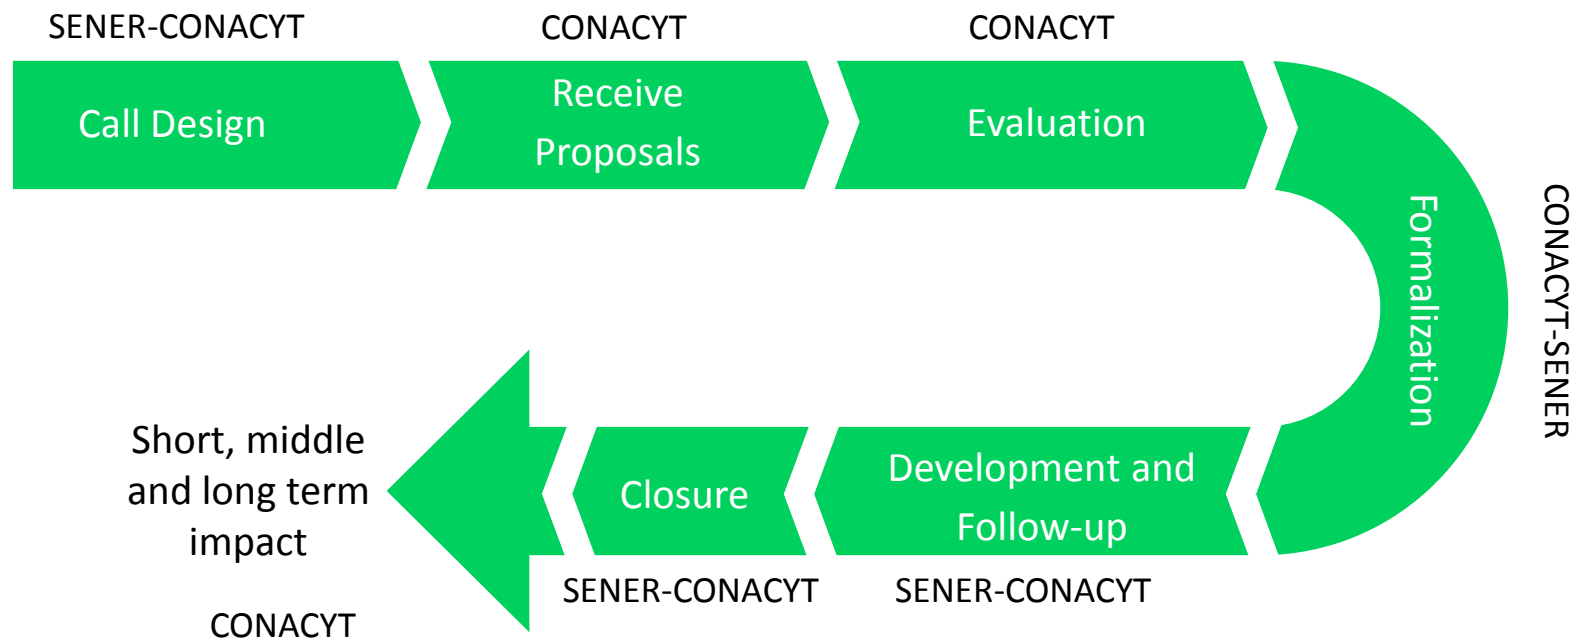 SENER-CONACYT
CONACYT
CONACYT
Call Design
Receive
Proposals
Evaluation
Formalization
CONACYT-SENER
Development and
Follow-up
SENER-CONACYT
Closure
SENER-CONACYT
Short, middle
and long term
impact
CONACYT